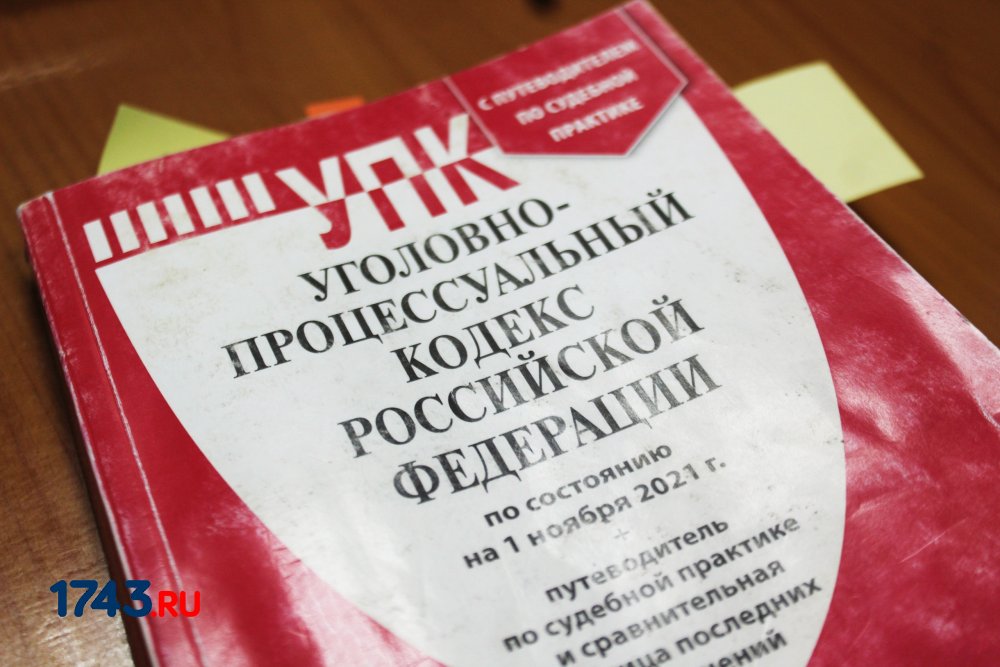 С ПУТЕВОДИТЕЛЕМ
ПО СУДЕБНОЙ
ПРАКТИКЕ
УПК
УГОЛОВНО-
ПРОЦЕССУАЛЬНЫЙ
КОДЕКС
РОССИЙСКОЙ
ФЕДЕРАЦИИ
по состоянию
на 1 ноября 2021 г.
+
путеводитель
по судебной практике
и сравнительная
последних
1743.RU